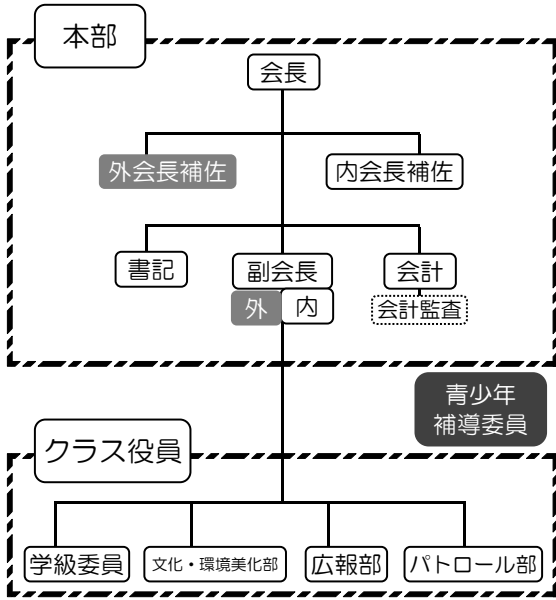 本部
会長
外会長補佐
内会長補佐
書記
副会長
会計
外
内
会計監査
青少年
補導委員
クラス役員
学級委員
文化・環境美化部
広報部
パトロール部